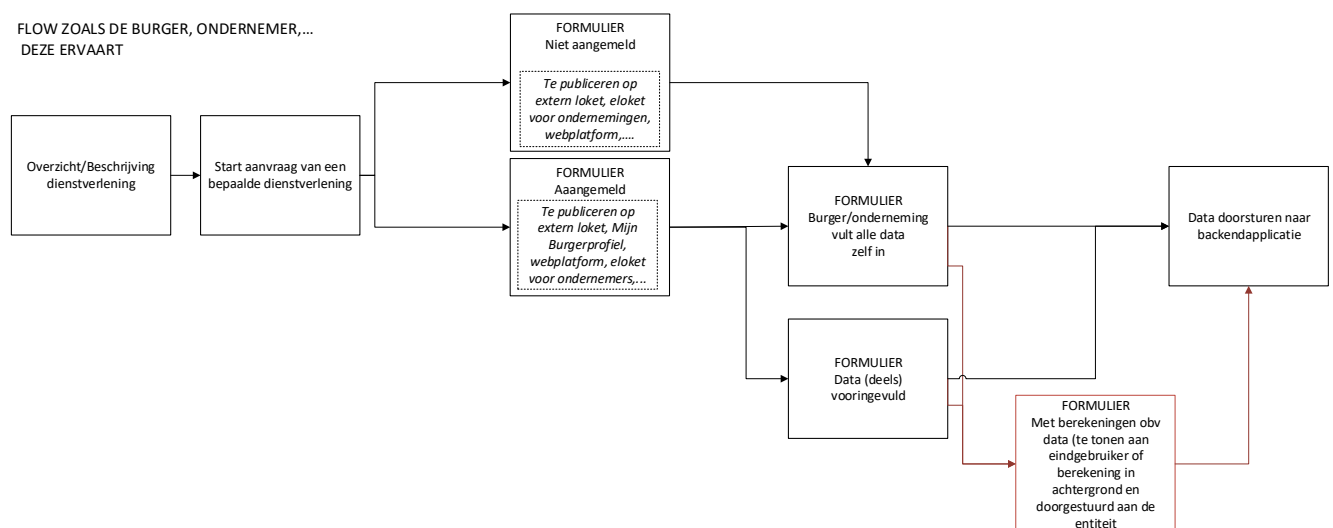 FLOW ZOALS DE BURGER, ONDERNEMER,...
DEZE ERVAART
Overzicht/Beschrijving
dienstverlening
Start aanvraag van een
bepaalde dienstverlening
FORMULIER
Niet aangemeld
Te publiceren op
extern loket, eloket
voor ondernemingen,
webplatform,....
FORMULIER
Aaangemeld
Te publiceren op
extern loket, Mijn
Burgerprofiel,
webplatform, eloket
voor ondernemers,...
FORMULIER
Burger/onderneming
vult alle data
zelf in
FORMULIER
Data (deels)
vooringevuld
Data doorsturen naar
backendapplicatie
FORMULIER
Met berekeningen obv
data (te tonen aan
eindgebruiker of
berekening in
achtergrond en
doorgestuurd aan de
entiteit